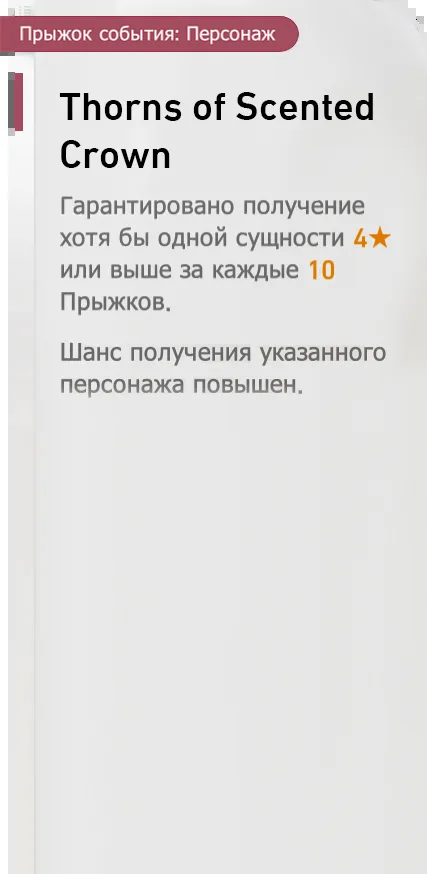 Прыжок события: Персонаж
Thorns of Scented
Crown
Гарантировано получение
хотя бы одной сущности 4★
или выше за каждые 10
Прыжков.
Шанс получения указанного
персонажа повышен.